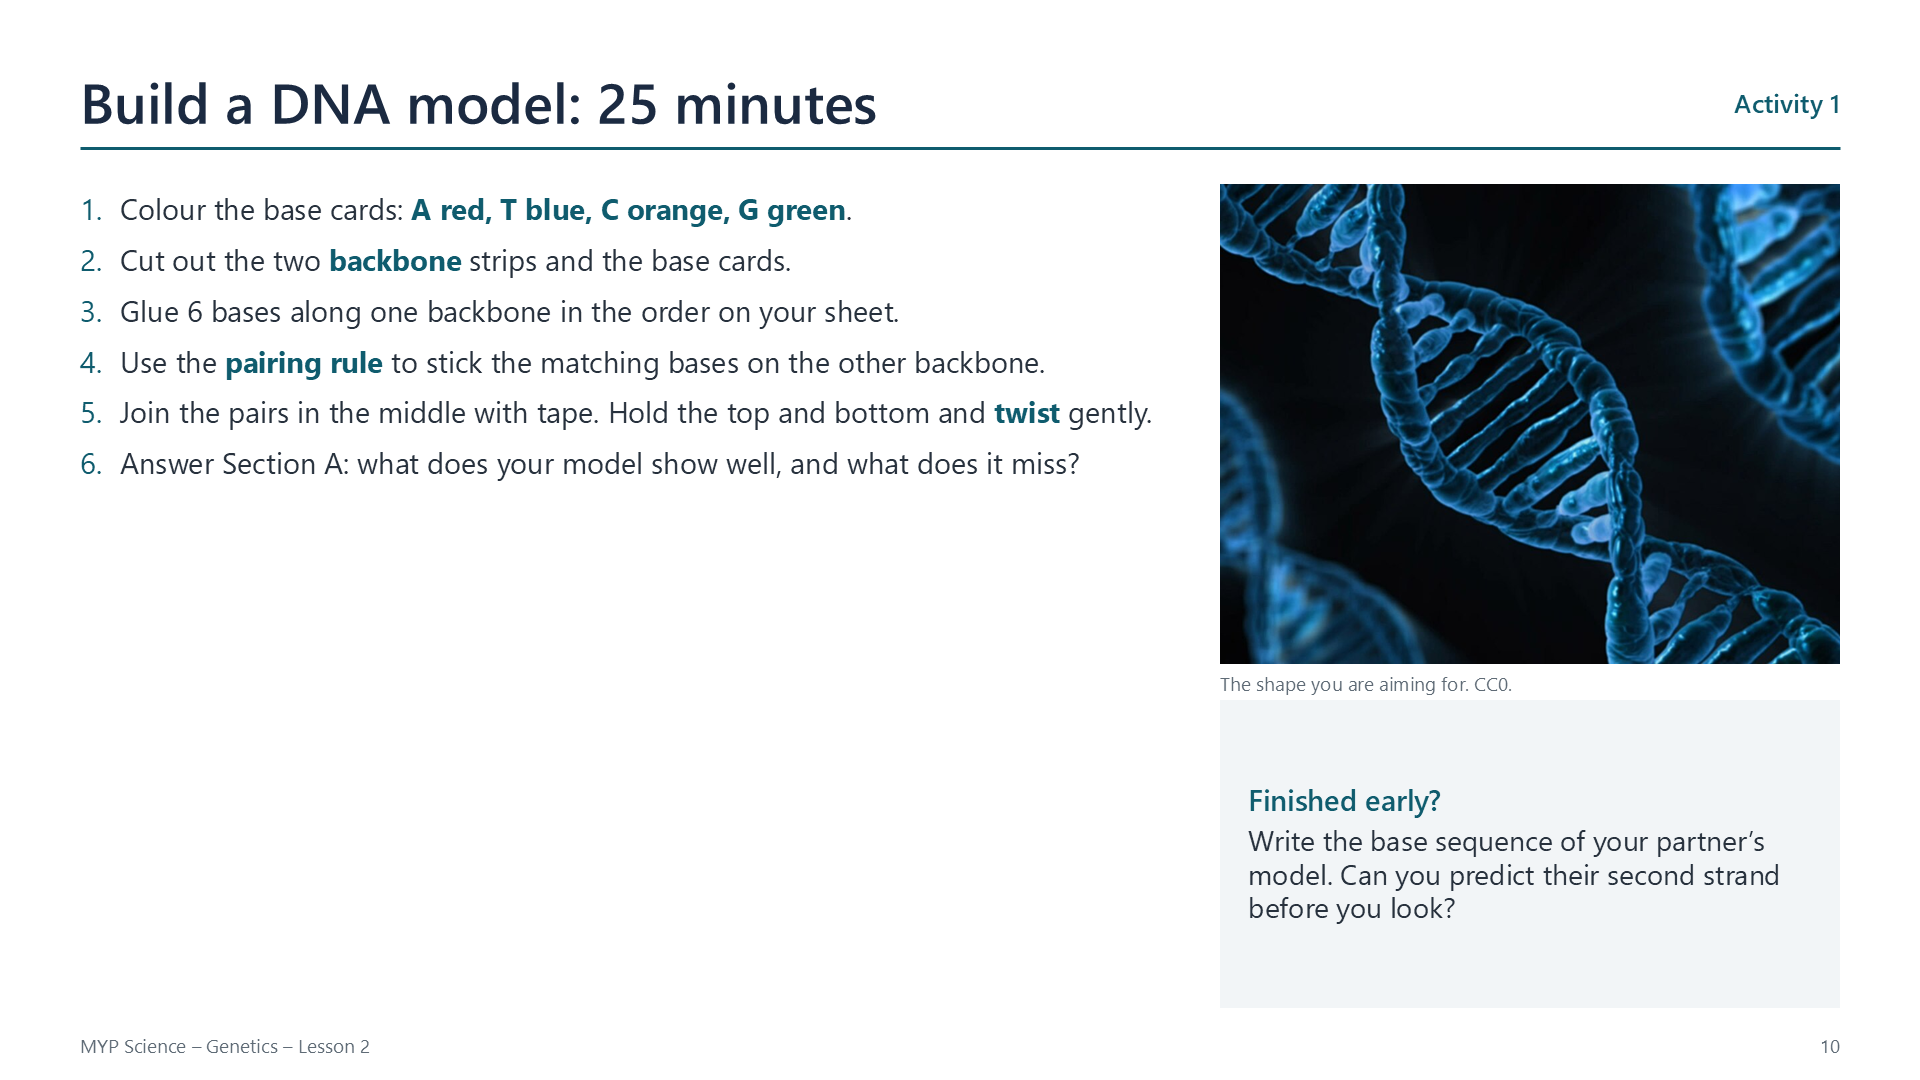 Build a DNA model: 25 minutes
Activity 1
1. Colour the base cards: A red, T blue, C orange, G green.
2. Cut out the two backbone strips and the base cards.
3. Glue 6 bases along one backbone in the order on your sheet.
4. Use the pairing rule to stick the matching bases on the other backbone.
5. Join the pairs in the middle with tape. Hold the top and bottom and twist gently.
6. Answer Section A: what does your model show well, and what does it miss?
The shape you are aiming for. CC0.
Finished early?
Write the base sequence of your partner’s
model. Can you predict their second strand
before you look?
MYP Science – Genetics – Lesson 2
10